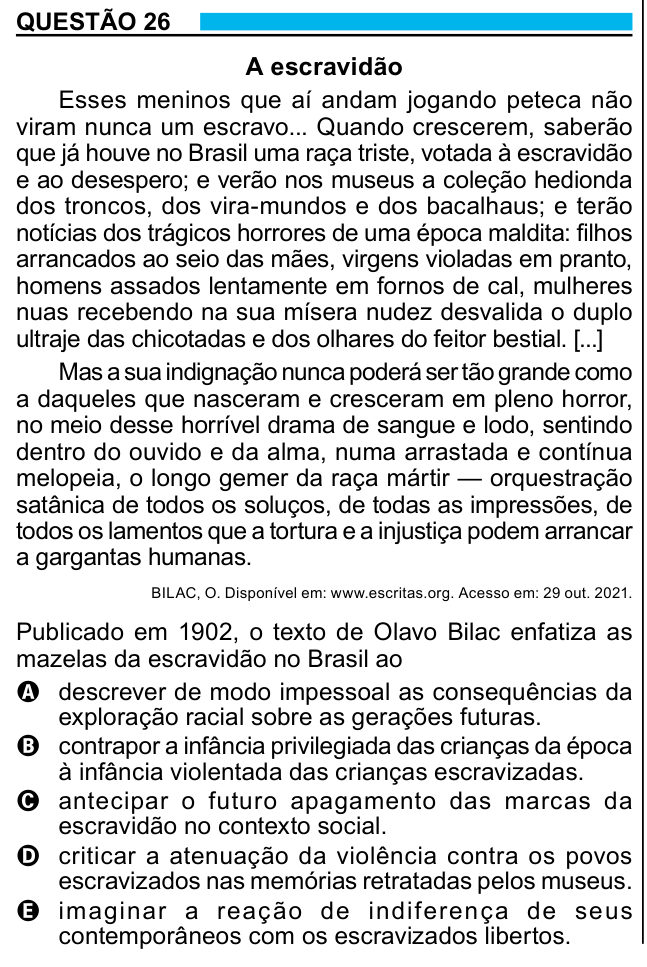 QUESTÃO 26
A escravidão
Esses meninos que aí andam jogando peteca não
viram nunca um escravo... Quando crescerem, saberão
que já houve no Brasil uma raça triste, votada à escravidão
e ao desespero; e verão nos museus a coleção hedionda
dos troncos, dos vira-mundos e dos bacalhaus; e terão
notícias dos trágicos horrores de uma época maldita: filhos
arrancados ao seio das mães, virgens violadas em pranto,
homens assados lentamente em fornos de cal, mulheres
nuas recebendo na sua mísera nudez desvalida o duplo
ultraje das chicotadas e dos olhares do feitor bestial. [...]
Mas a sua indignação nunca poderá ser tão grande como
a daqueles que nasceram e cresceram em pleno horror,
no meio desse horrível drama de sangue e lodo, sentindo
dentro do ouvido e da alma, numa arrastada e contínua
melopeia, o longo gemer da raça mártir — orquestração
satânica de todos os soluços, de todas as impressões, de
todos os lamentos que a tortura e a injustiça podem arrancar
a gargantas humanas.
BILAC, O. Disponível em: www.escritas.org. Acesso em: 29 out. 2021.
Publicado em 1902, o texto de Olavo Bilac enfatiza as
mazelas da escravidão no Brasil ao
A descrever de modo impessoal as consequências da
exploração racial sobre as gerações futuras.
B contrapor a infância privilegiada das crianças da época
à infância violentada das crianças escravizadas.
C antecipar o futuro apagamento das marcas da
escravidão no contexto social.
D criticar a atenuação da violência contra os povos
escravizados nas memórias retratadas pelos museus.
E imaginar a reação de indiferença de seus
contemporâneos com os escravizados libertos.